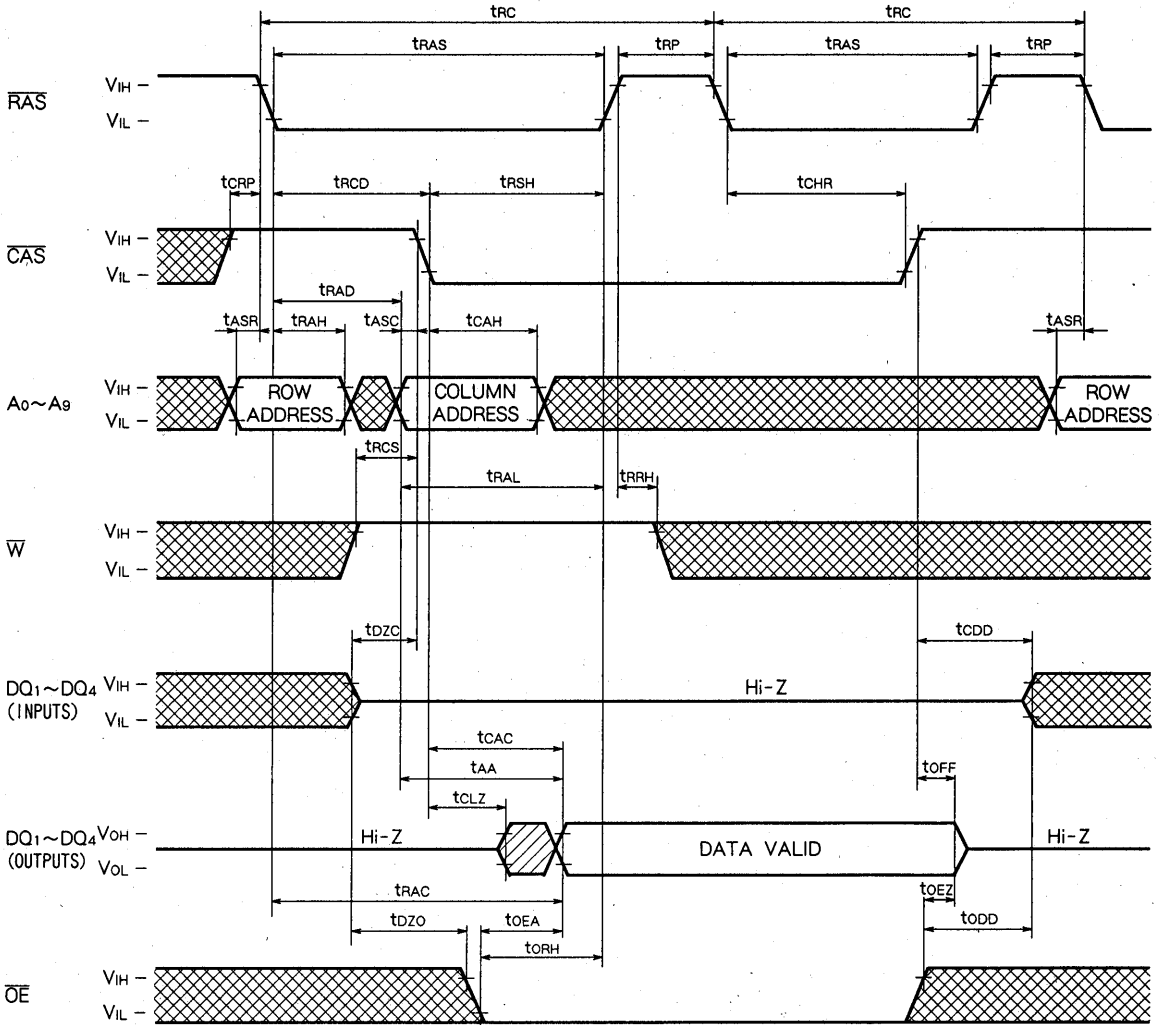 tRC tRC
tRAS tRP tRAS tRP
RAS VIH –
VIL –
tCRP tRCD tRSH tCHR
CAS VIH –
VIL –
tRAD
tASR tRAH tASC tCAH tASR
A0~A9 VIH –
VIL –
ROW ADDRESS
COLUMN ADDRESS
ROW ADDRESS
tRCS
tRAL tRRH
W VIH –
VIL –
tDZC tCDD
DQ1~DQ4 VIH –
(INPUTS) VIL –
Hi-Z
tCAC
tAA tOFF
tCLZ
DQ1~DQ4 VOH –
(OUTPUTS) VOL –
Hi-Z DATA VALID Hi-Z
tRAC tOEZ
tDZO tOEA tODD
tORH
OE VIH –
VIL –